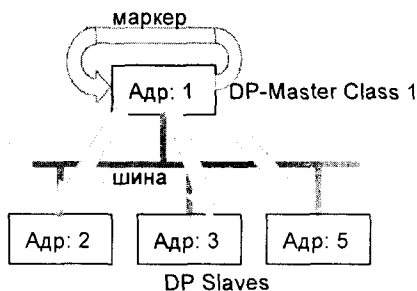 маркер
Адр: 1
DP-Master Class 1
шина
Адр: 2
Адр: 3
Адр: 5
DP Slaves